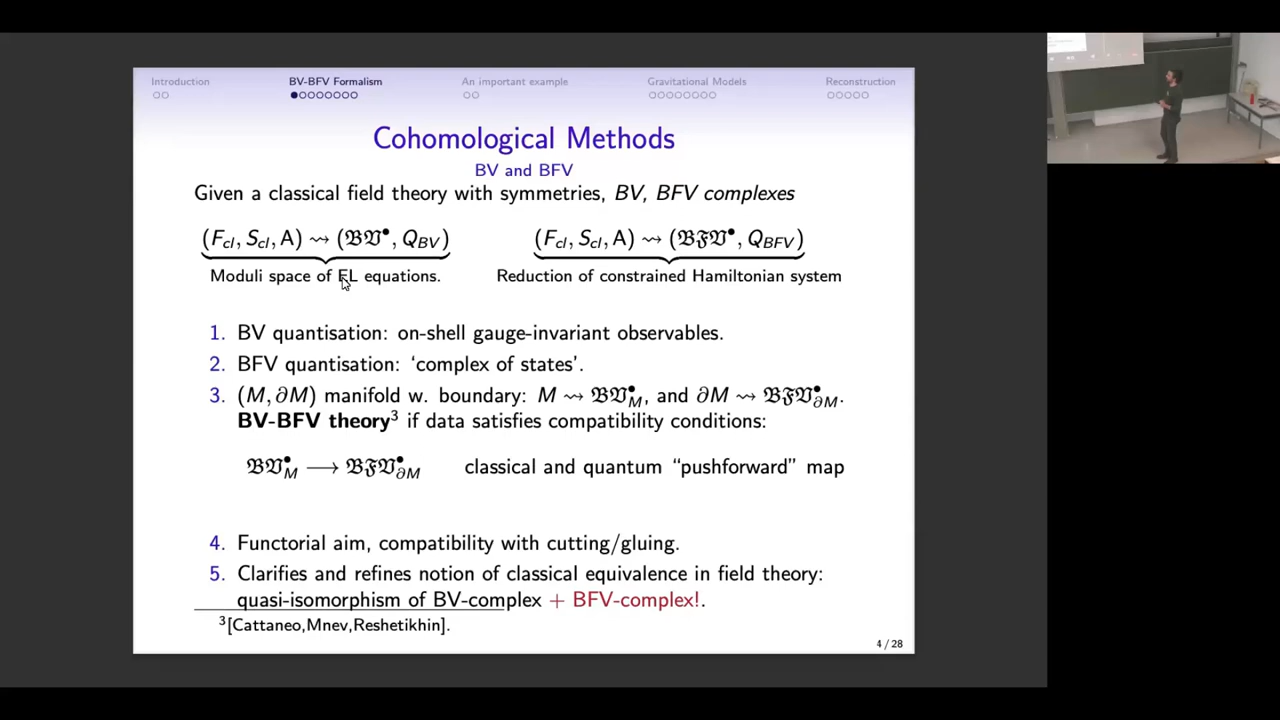 Introduction BV-BFV Formalism An important example Gravitational Models Reconstruction
Cohomological Methods
BV and BFV
Given a classical field theory with symmetries, BV, BFV complexes
(F_cl, S_cl, A) ⇝ (𝔅𝔙^•, Q_BV) (F_cl, S_cl, A) ⇝ (𝔅𝔉𝔙^•, Q_BFV)
Moduli space of EL equations. Reduction of constrained Hamiltonian system
1. BV quantisation: on-shell gauge-invariant observables.
2. BFV quantisation: ‘complex of states’.
3. (M, ∂M) manifold w. boundary: M ⇝ 𝔅𝔙^•_M, and ∂M ⇝ 𝔅𝔉𝔙^•_∂M.
BV-BFV theory³ if data satisfies compatibility conditions:
𝔅𝔙^•_M ⟶ 𝔅𝔉𝔙^•_∂M classical and quantum “pushforward” map
4. Functorial aim, compatibility with cutting/gluing.
5. Clarifies and refines notion of classical equivalence in field theory:
quasi-isomorphism of BV-complex + BFV-complex!.
³[Cattaneo,Mnev,Reshetikhin].
4 / 28